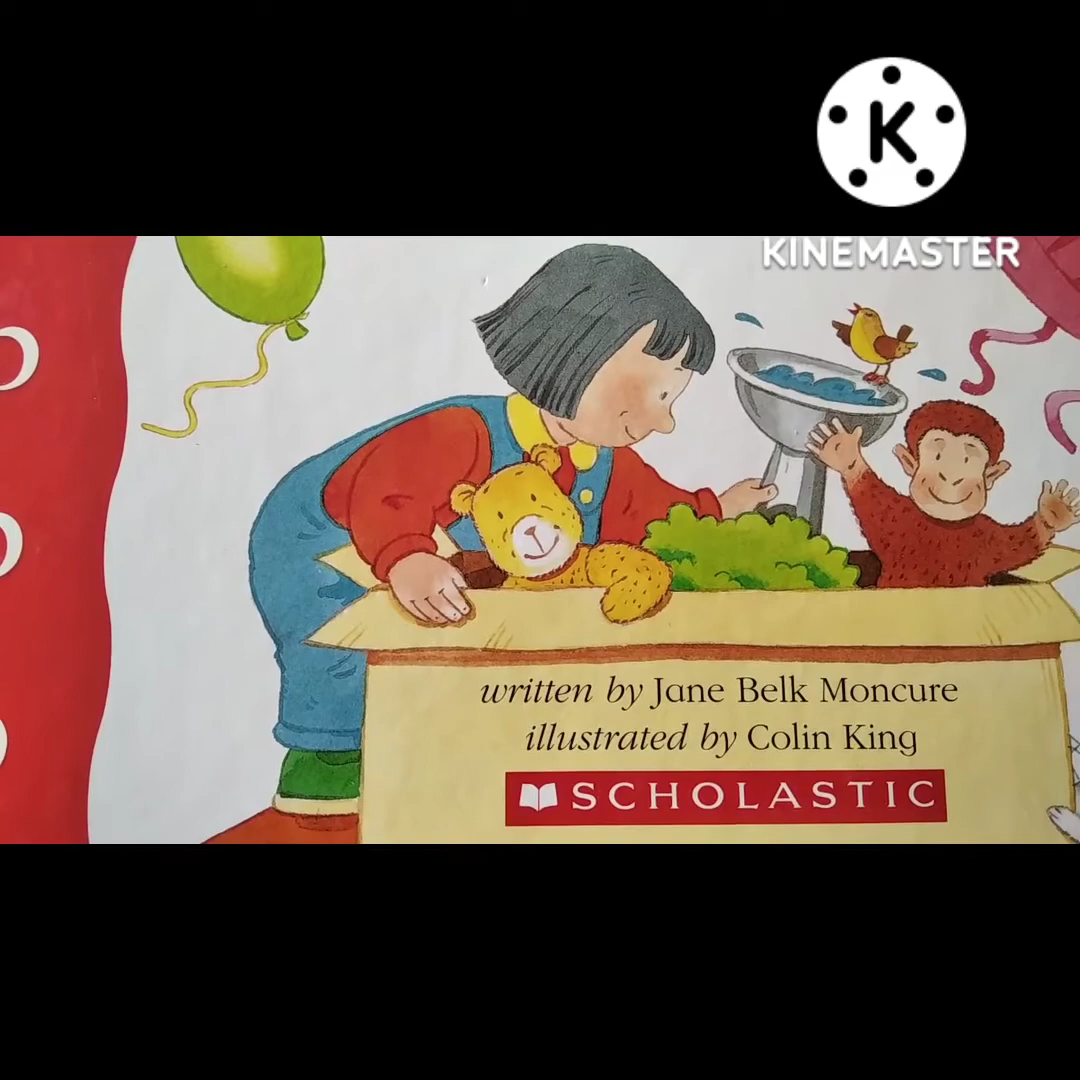 K
KINEMASTER
written by Jane Belk Moncure
illustrated by Colin King
SCHOLASTIC